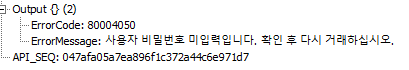 Output {} (2)
ErrorCode: 80004050
ErrorMessage: 사용자 비밀번호 미입력입니다. 확인 후 다시 거래하십시오.
API_SEQ: 047afa05a7ea896f1c372a44c6e971d7